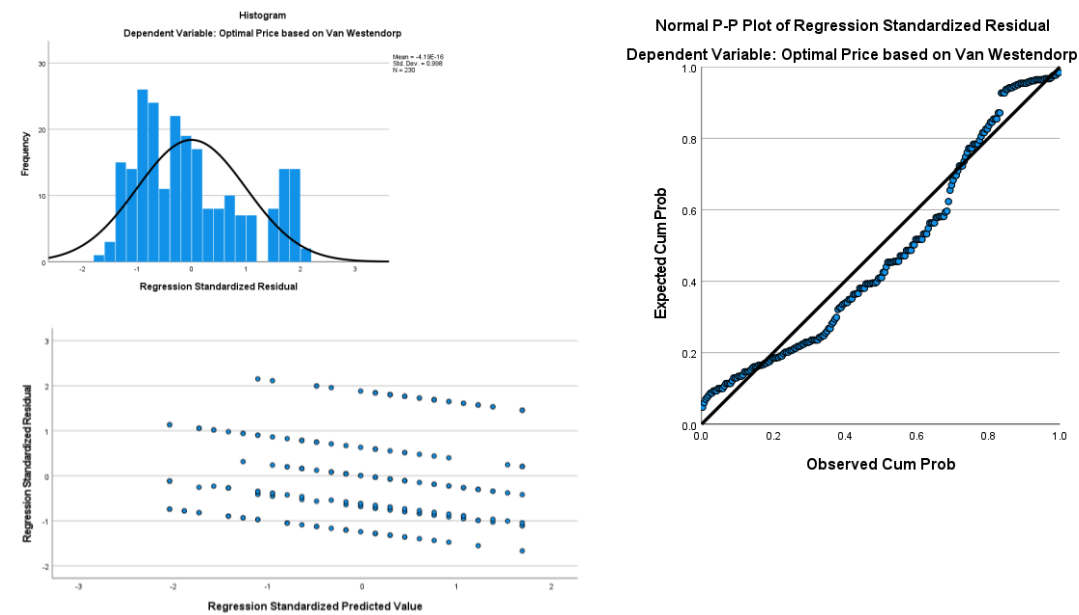 Histogram
Dependent Variable: Optimal Price based on Van Westendorp
Mean = -4.19E-16
Std. Dev. = 0.998
N = 230
30
20
10
0
Frequency
-2
-1
0
1
2
3
Regression Standardized Residual
3
2
1
0
-1
-2
Regression Standardized Residual
-3
-2
-1
0
1
2
Regression Standardized Predicted Value
Normal P-P Plot of Regression Standardized Residual
Dependent Variable: Optimal Price based on Van Westendorp
1.0
0.8
0.6
0.4
0.2
0.0
Expected Cum Prob
0.0
0.2
0.4
0.6
0.8
1.0
Observed Cum Prob